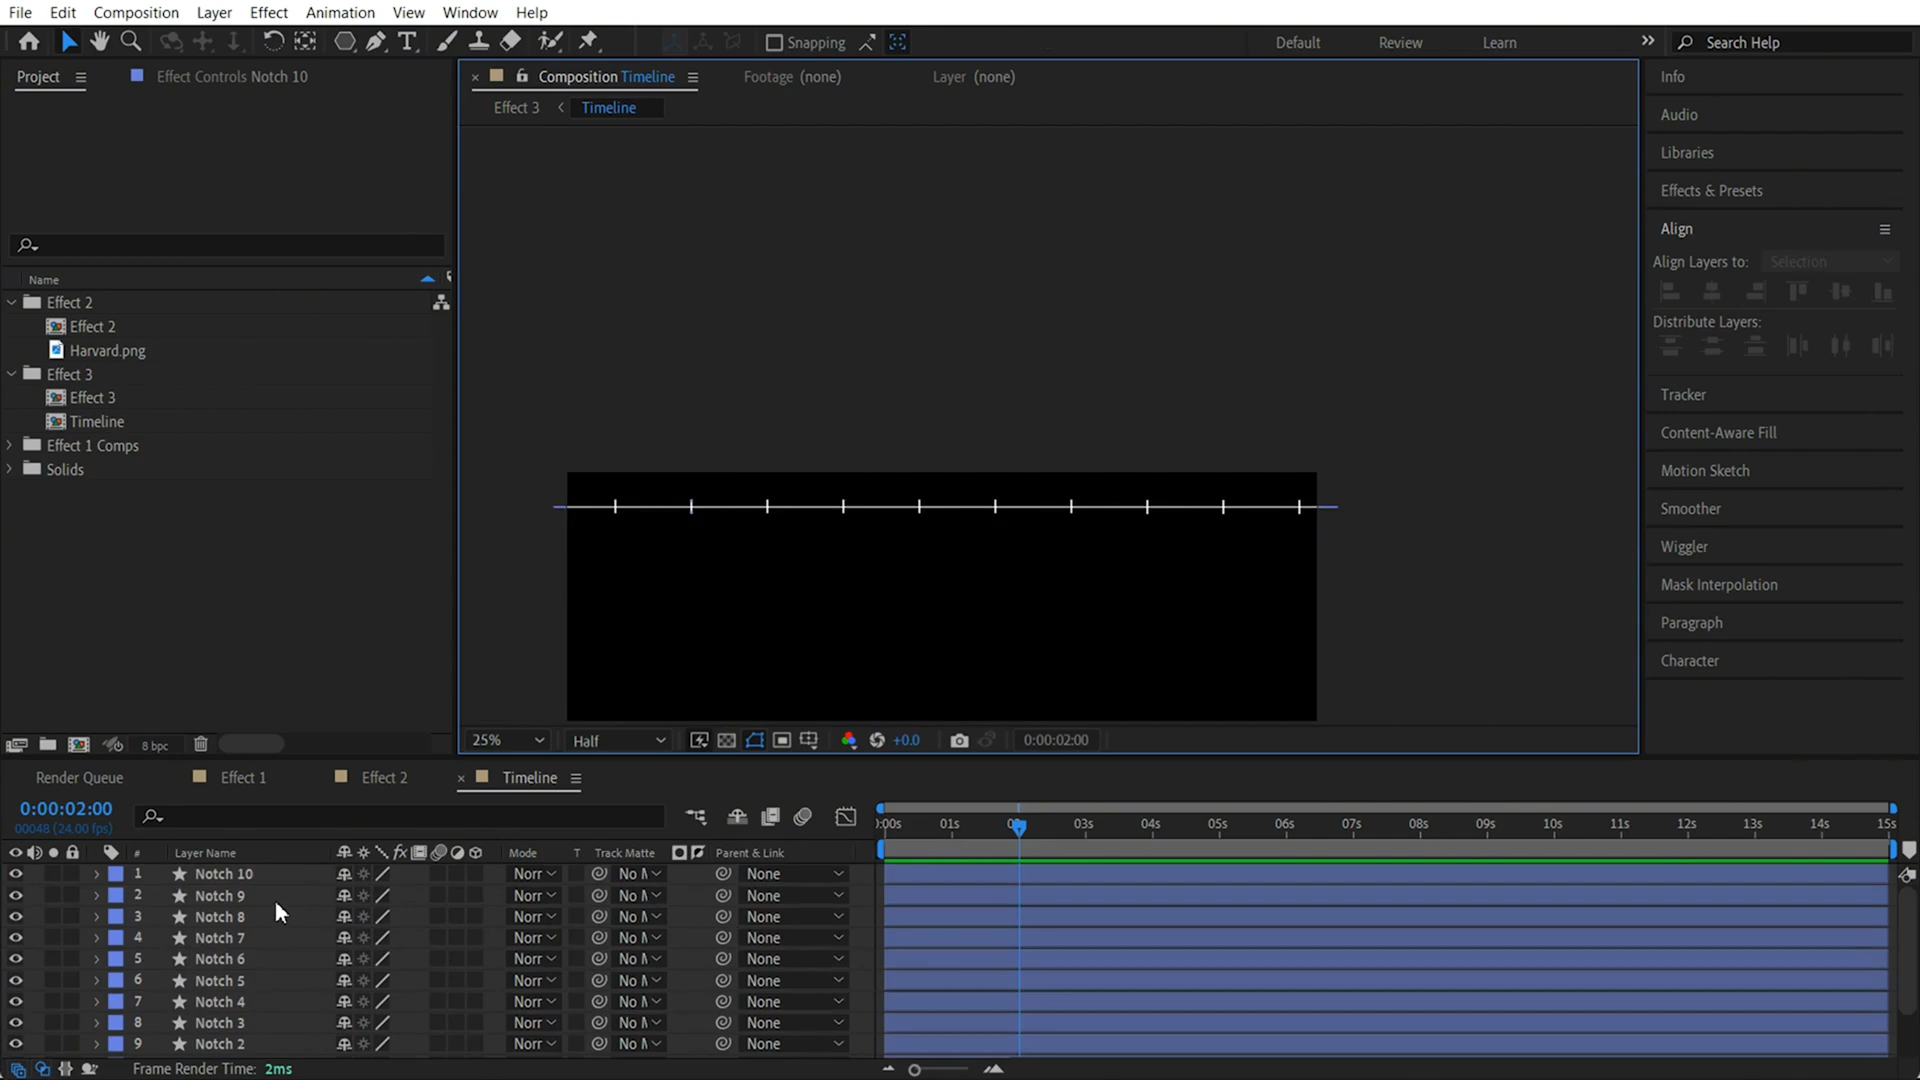 File Edit Composition Layer Effect Animation View Window Help
Snapping Default Review Learn Search Help
Project Effect Controls Notch 10
Composition Timeline Footage (none) Layer (none)
Effect 3 Timeline
Info
Audio
Libraries
Effects & Presets
Align
Align Layers to: Selection
Distribute Layers:
Tracker
Content-Aware Fill
Motion Sketch
Smoother
Wiggler
Mask Interpolation
Paragraph
Character
Name
Effect 2
Effect 2
Harvard.png
Effect 3
Effect 3
Timeline
Effect 1 Comps
Solids
8 bpc
25% Half +0.0 0:00:02:00
Render Queue Effect 1 Effect 2 Timeline
0:00:02:00
00048 (24.00 fps)
:00s 01s 02s 03s 04s 05s 06s 07s 08s 09s 10s 11s 12s 13s 14s 15s
# Layer Name fx Mode T Track Matte Parent & Link
1 Notch 10 Norr No M None
2 Notch 9 Norr No M None
3 Notch 8 Norr No M None
4 Notch 7 Norr No M None
5 Notch 6 Norr No M None
6 Notch 5 Norr No M None
7 Notch 4 Norr No M None
8 Notch 3 Norr No M None
9 Notch 2 Norr No M None
Frame Render Time: 2ms